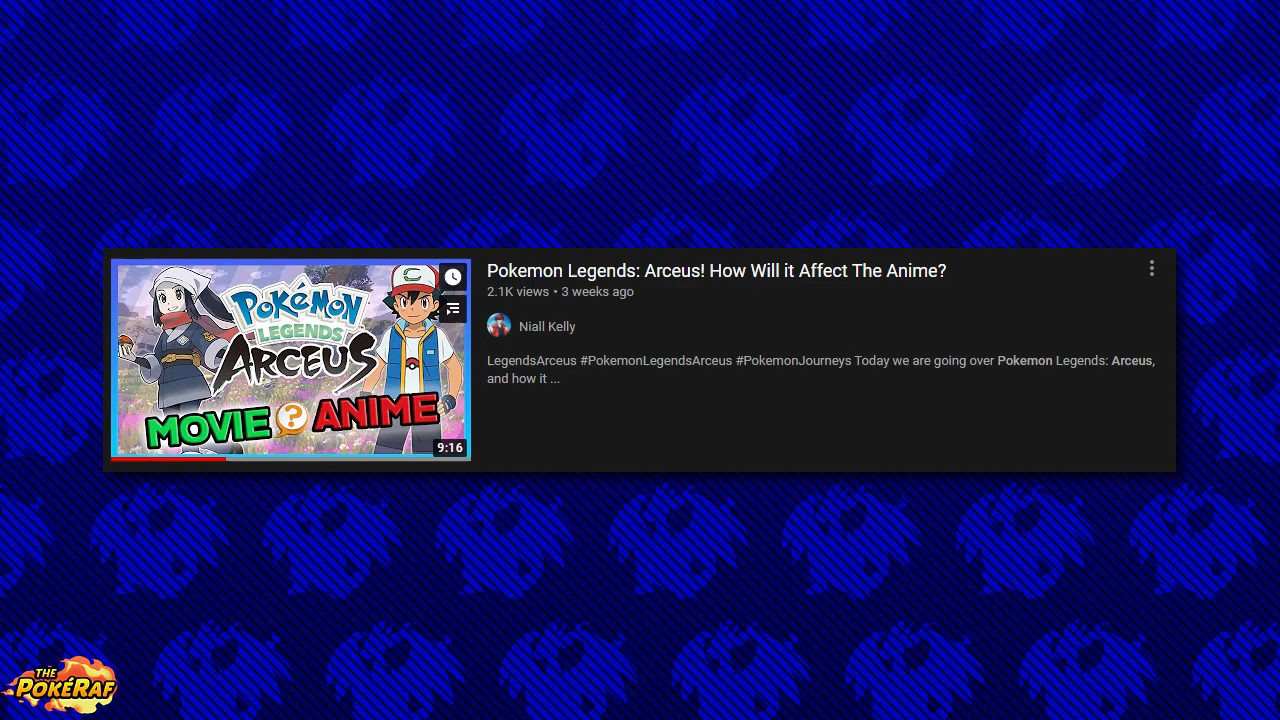 POKÉMON
LEGENDS
ARCEUS
MOVIE ? ANIME
9:16
Pokemon Legends: Arceus! How Will it Affect The Anime?
2.1K views • 3 weeks ago
Niall Kelly
LegendsArceus #PokemonLegendsArceus #PokemonJourneys Today we are going over Pokemon Legends: Arceus,
and how it ...
THE
POKÉRAF